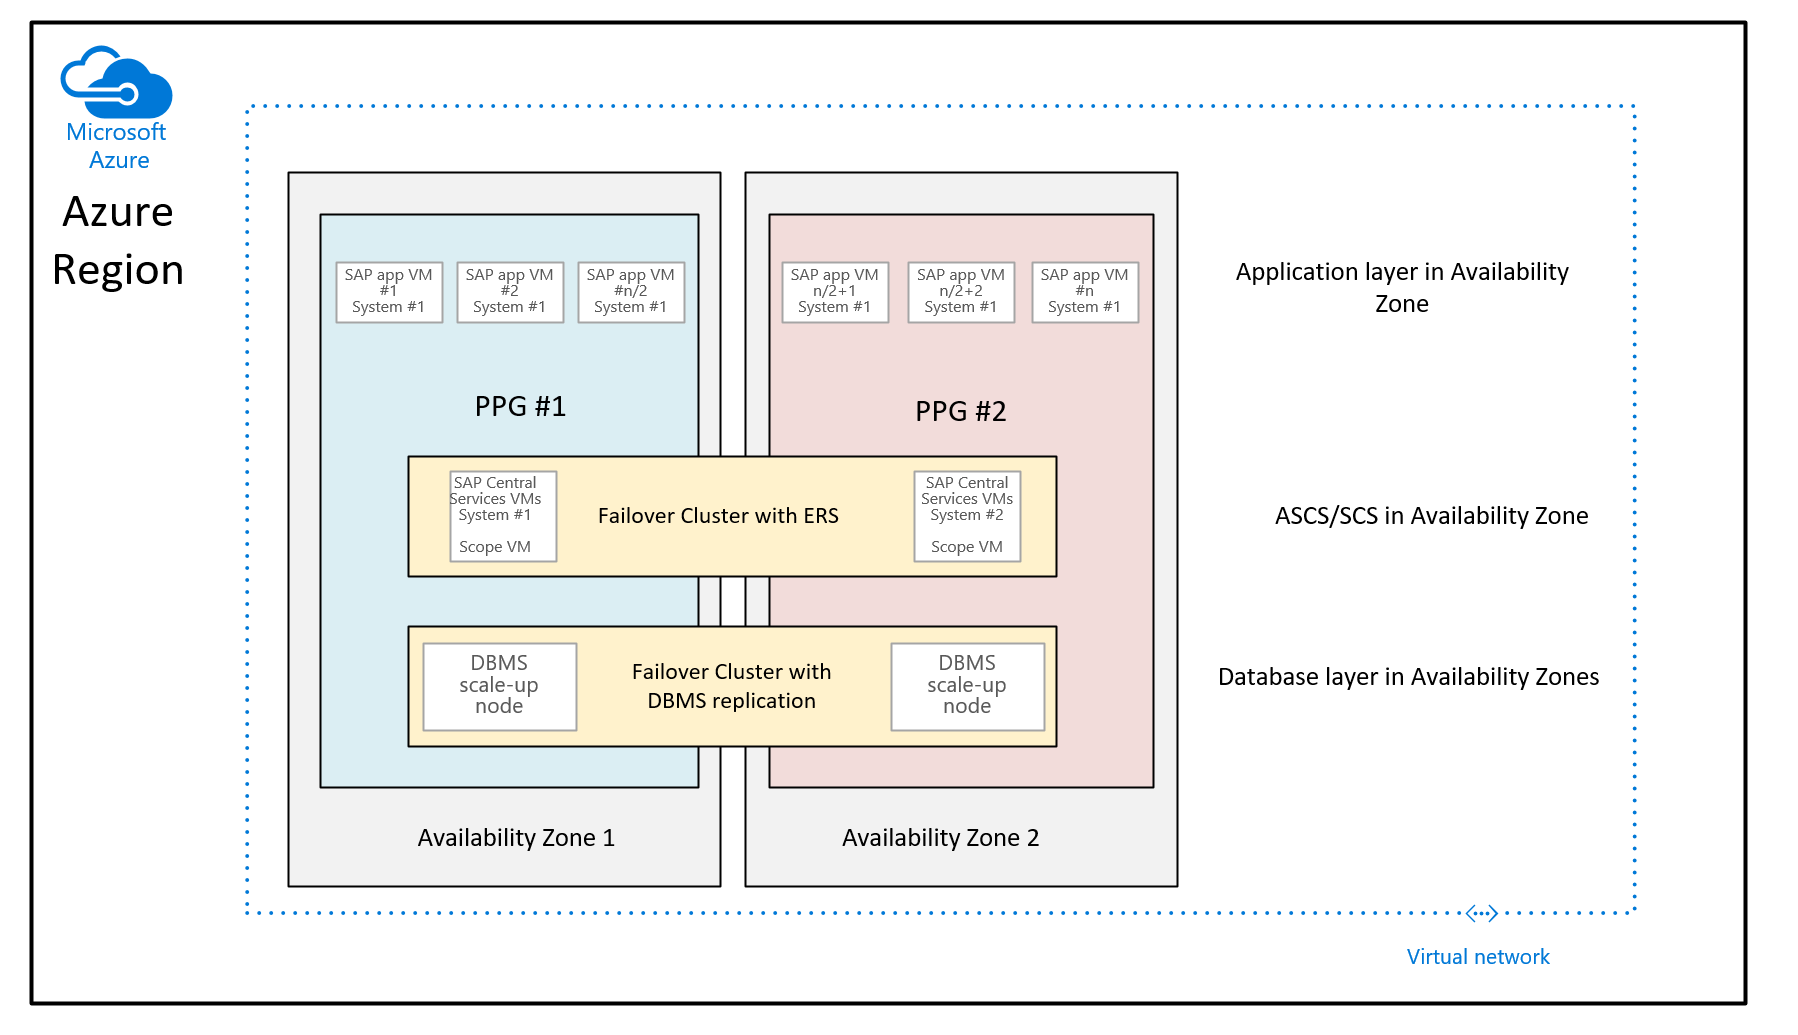 Microsoft
Azure
Azure
Region
SAP app VM
#1
System #1
SAP app VM
#2
System #1
SAP app VM
#n/2
System #1
SAP app VM
n/2+1
System #1
SAP app VM
n/2+2
System #1
SAP app VM
#n
System #1
Application layer in Availability
Zone
PPG #1
PPG #2
SAP Central
Services VMs
System #1
Scope VM
Failover Cluster with ERS
SAP Central
Services VMs
System #2
Scope VM
ASCS/SCS in Availability Zone
DBMS
scale-up
node
Failover Cluster with
DBMS replication
DBMS
scale-up
node
Database layer in Availability Zones
Availability Zone 1
Availability Zone 2
Virtual network